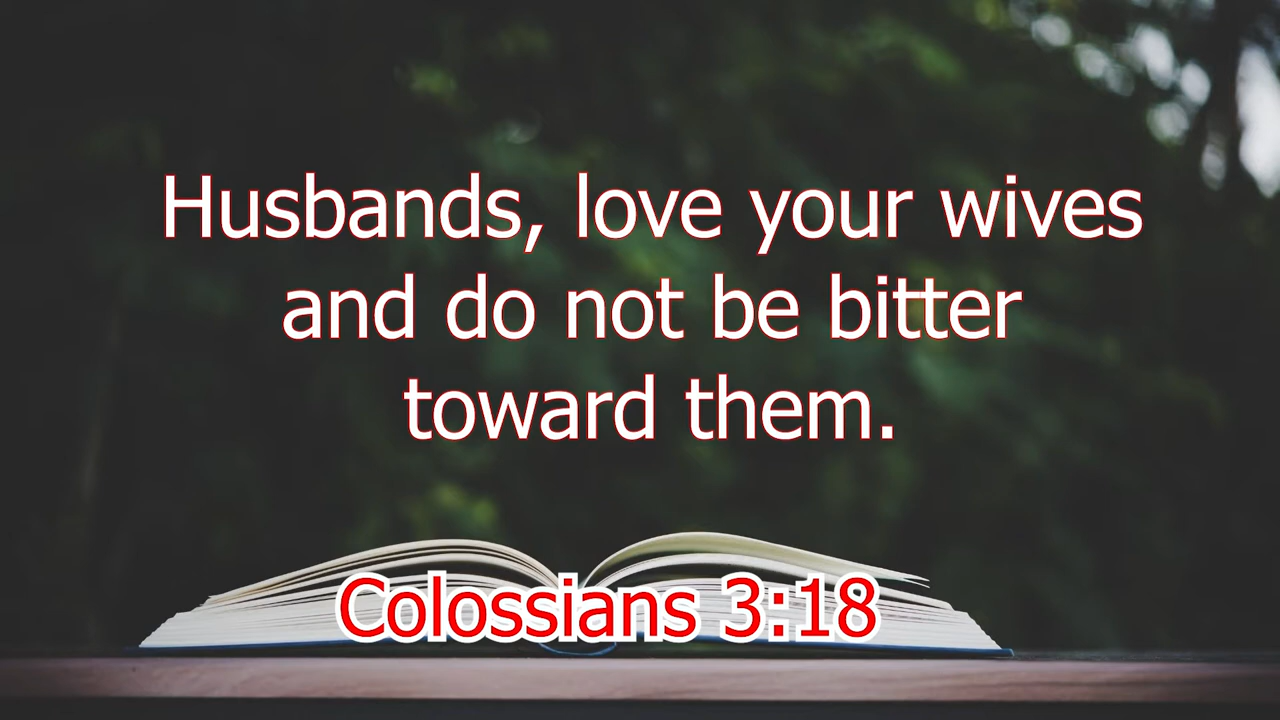 Husbands, love your wives
and do not be bitter
toward them.
Colossians 3:18